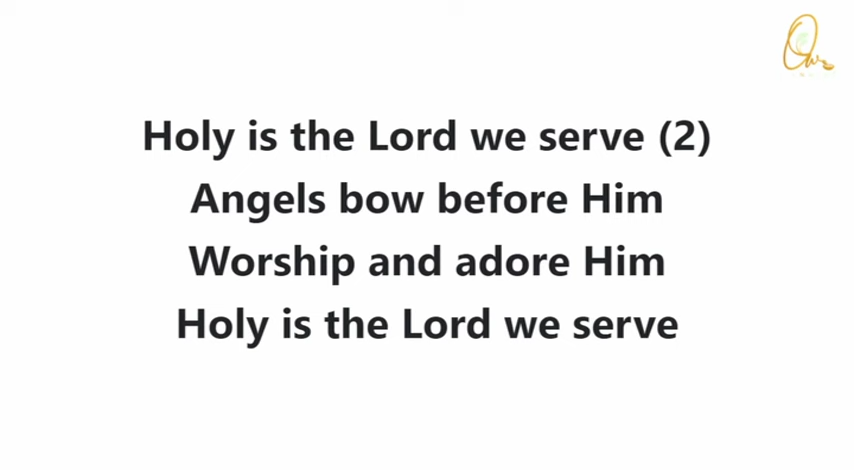 Holy is the Lord we serve (2)
Angels bow before Him
Worship and adore Him
Holy is the Lord we serve